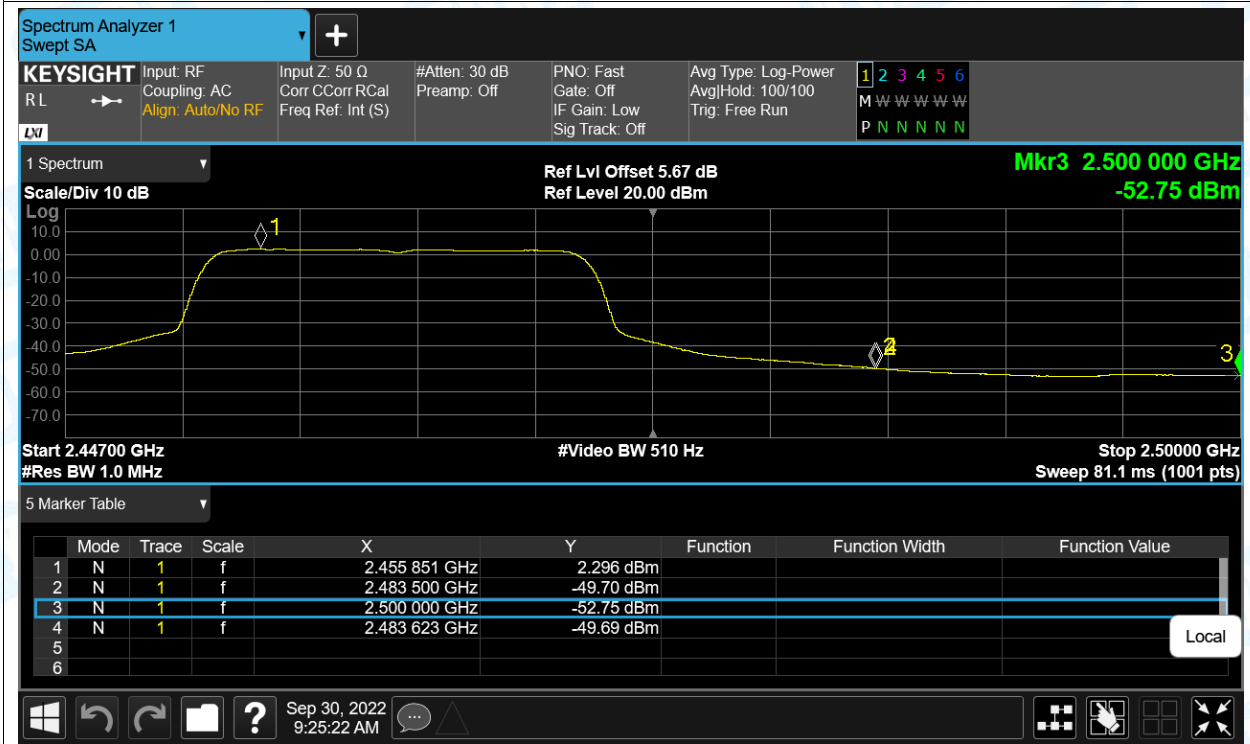 Spectrum Analyzer 1
Swept SA
+
KEYSIGHT
R L
LXI
Input: RF
Coupling: AC
Align: Auto/No RF
Input Z: 50 Ω
Corr CCorr RCal
Freq Ref: Int (S)
#Atten: 30 dB
Preamp: Off
PNO: Fast
Gate: Off
IF Gain: Low
Sig Track: Off
Avg Type: Log-Power
Avg|Hold: 100/100
Trig: Free Run
1 2 3 4 5 6
M W W W W W W
P N N N N N N
1 Spectrum
Scale/Div 10 dB
Ref Lvl Offset 5.67 dB
Ref Level 20.00 dBm
Mkr3 2.500 000 GHz
-52.75 dBm
Log
10.0
0.00
-10.0
-20.0
-30.0
-40.0
-50.0
-60.0
-70.0
1
2
3
Start 2.44700 GHz
#Res BW 1.0 MHz
#Video BW 510 Hz
Stop 2.50000 GHz
Sweep 81.1 ms (1001 pts)
5 Marker Table
Mode Trace Scale X Y Function Function Width Function Value
1 N 1 f 2.455 851 GHz 2.296 dBm
2 N 1 f 2.483 500 GHz -49.70 dBm
3 N 1 f 2.500 000 GHz -52.75 dBm
4 N 1 f 2.483 623 GHz -49.69 dBm
5
6
Local
?
Sep 30, 2022
9:25:22 AM